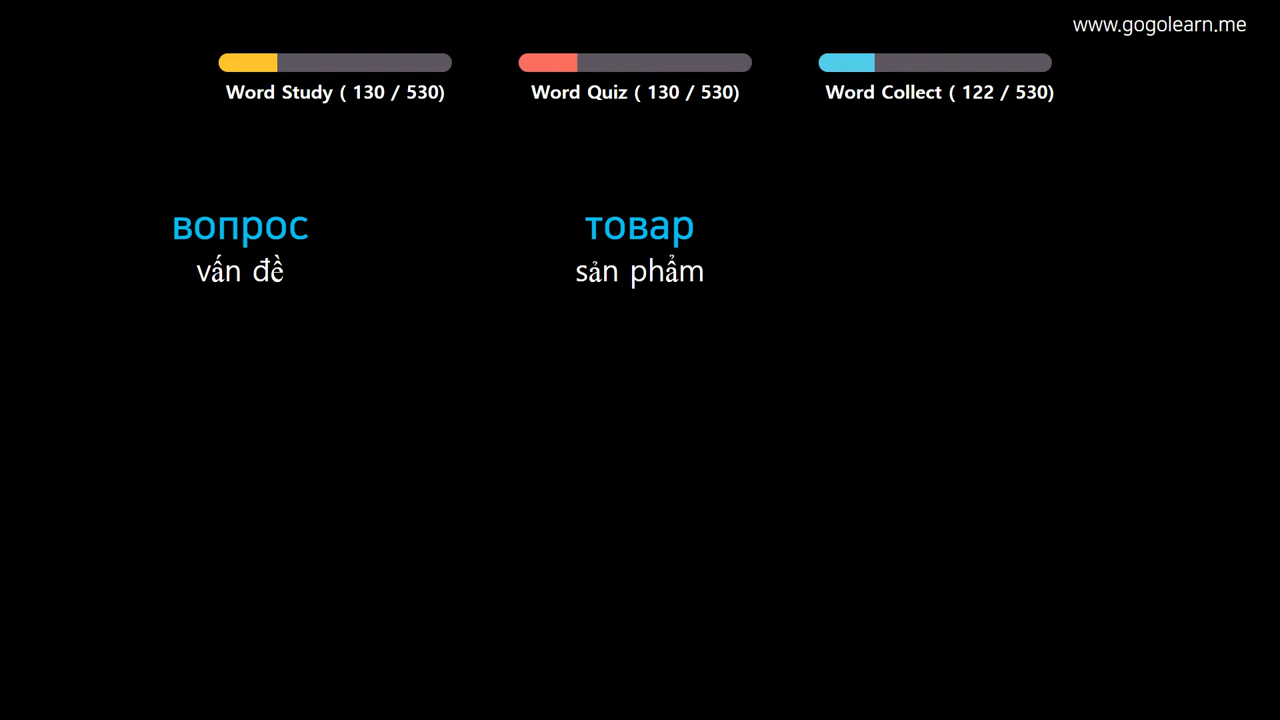 www.gogolearn.me
Word Study ( 130 / 530)
Word Quiz ( 130 / 530)
Word Collect ( 122 / 530)
вопрос
vấn đề
товар
sản phẩm